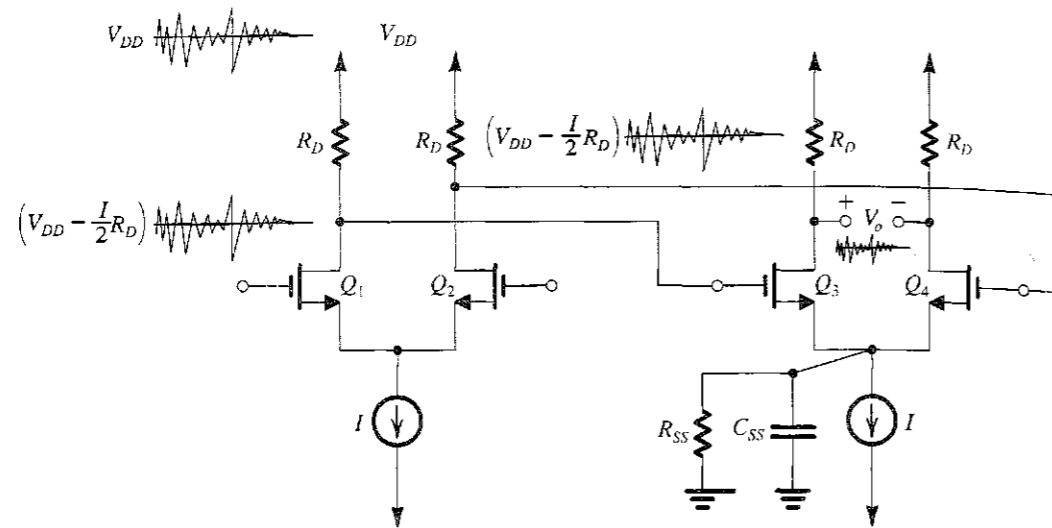 V_DD V_DD
R_D R_D (V_DD − I/2 R_D) R_D R_D
(V_DD − I/2 R_D) + V_o −
Q_1 Q_2 Q_3 Q_4
I R_SS C_SS I